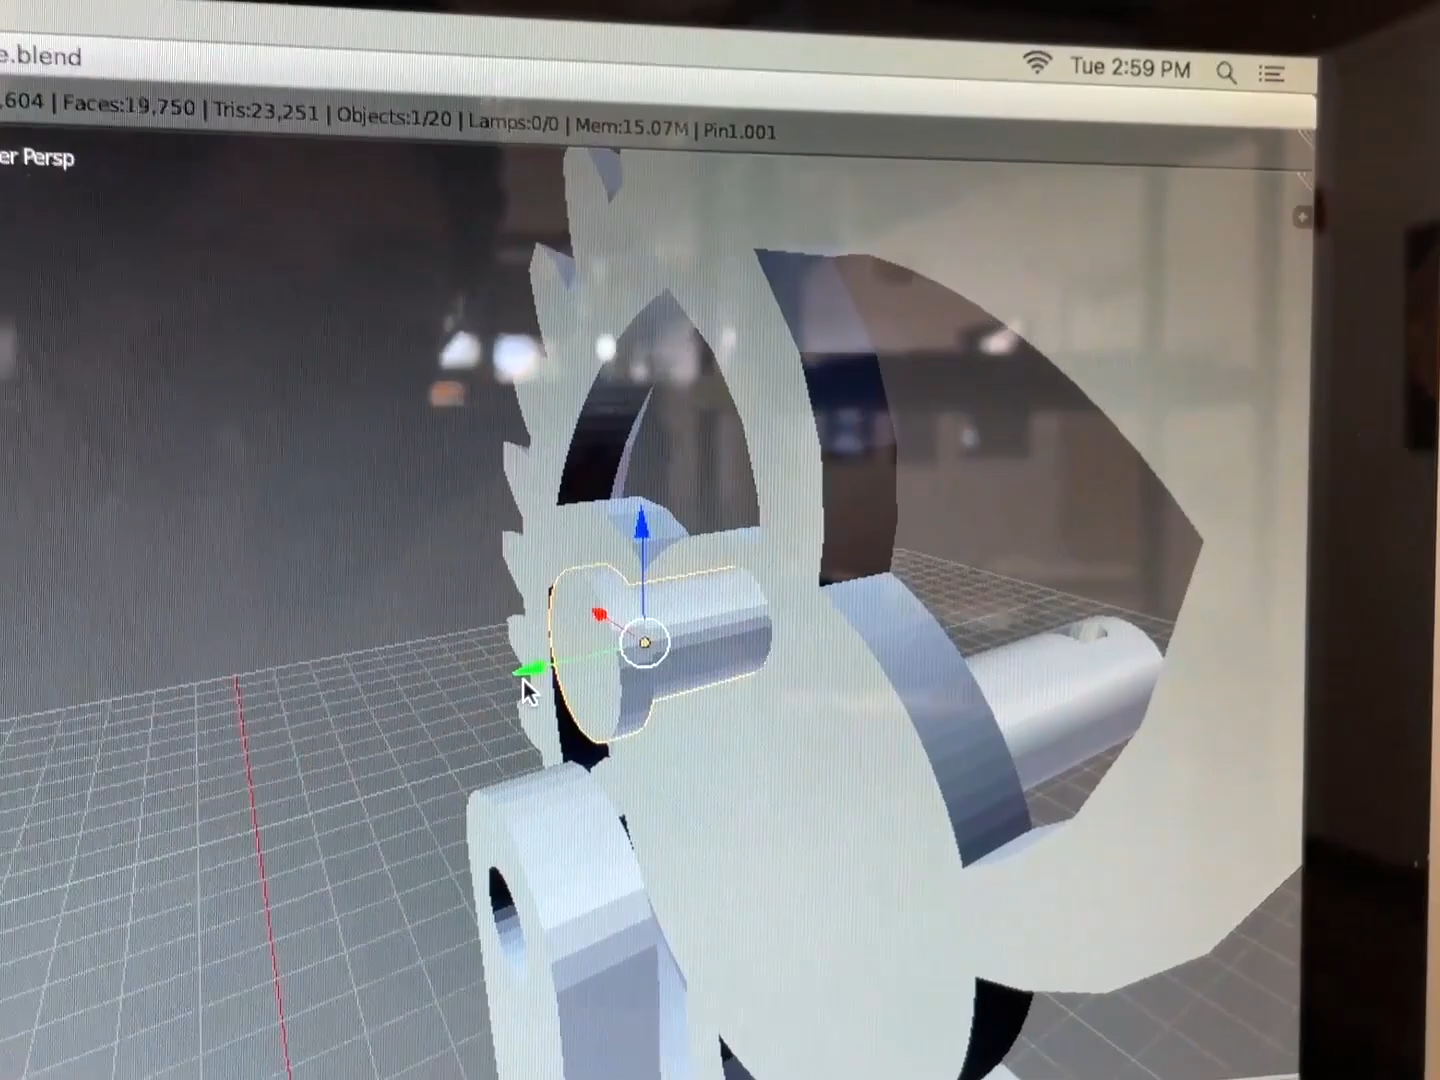 e.blend
Tue 2:59 PM
,604 | Faces:19,750 | Tris:23,251 | Objects:1/20 | Lamps:0/0 | Mem:15.07M | Pin1.001
er Persp